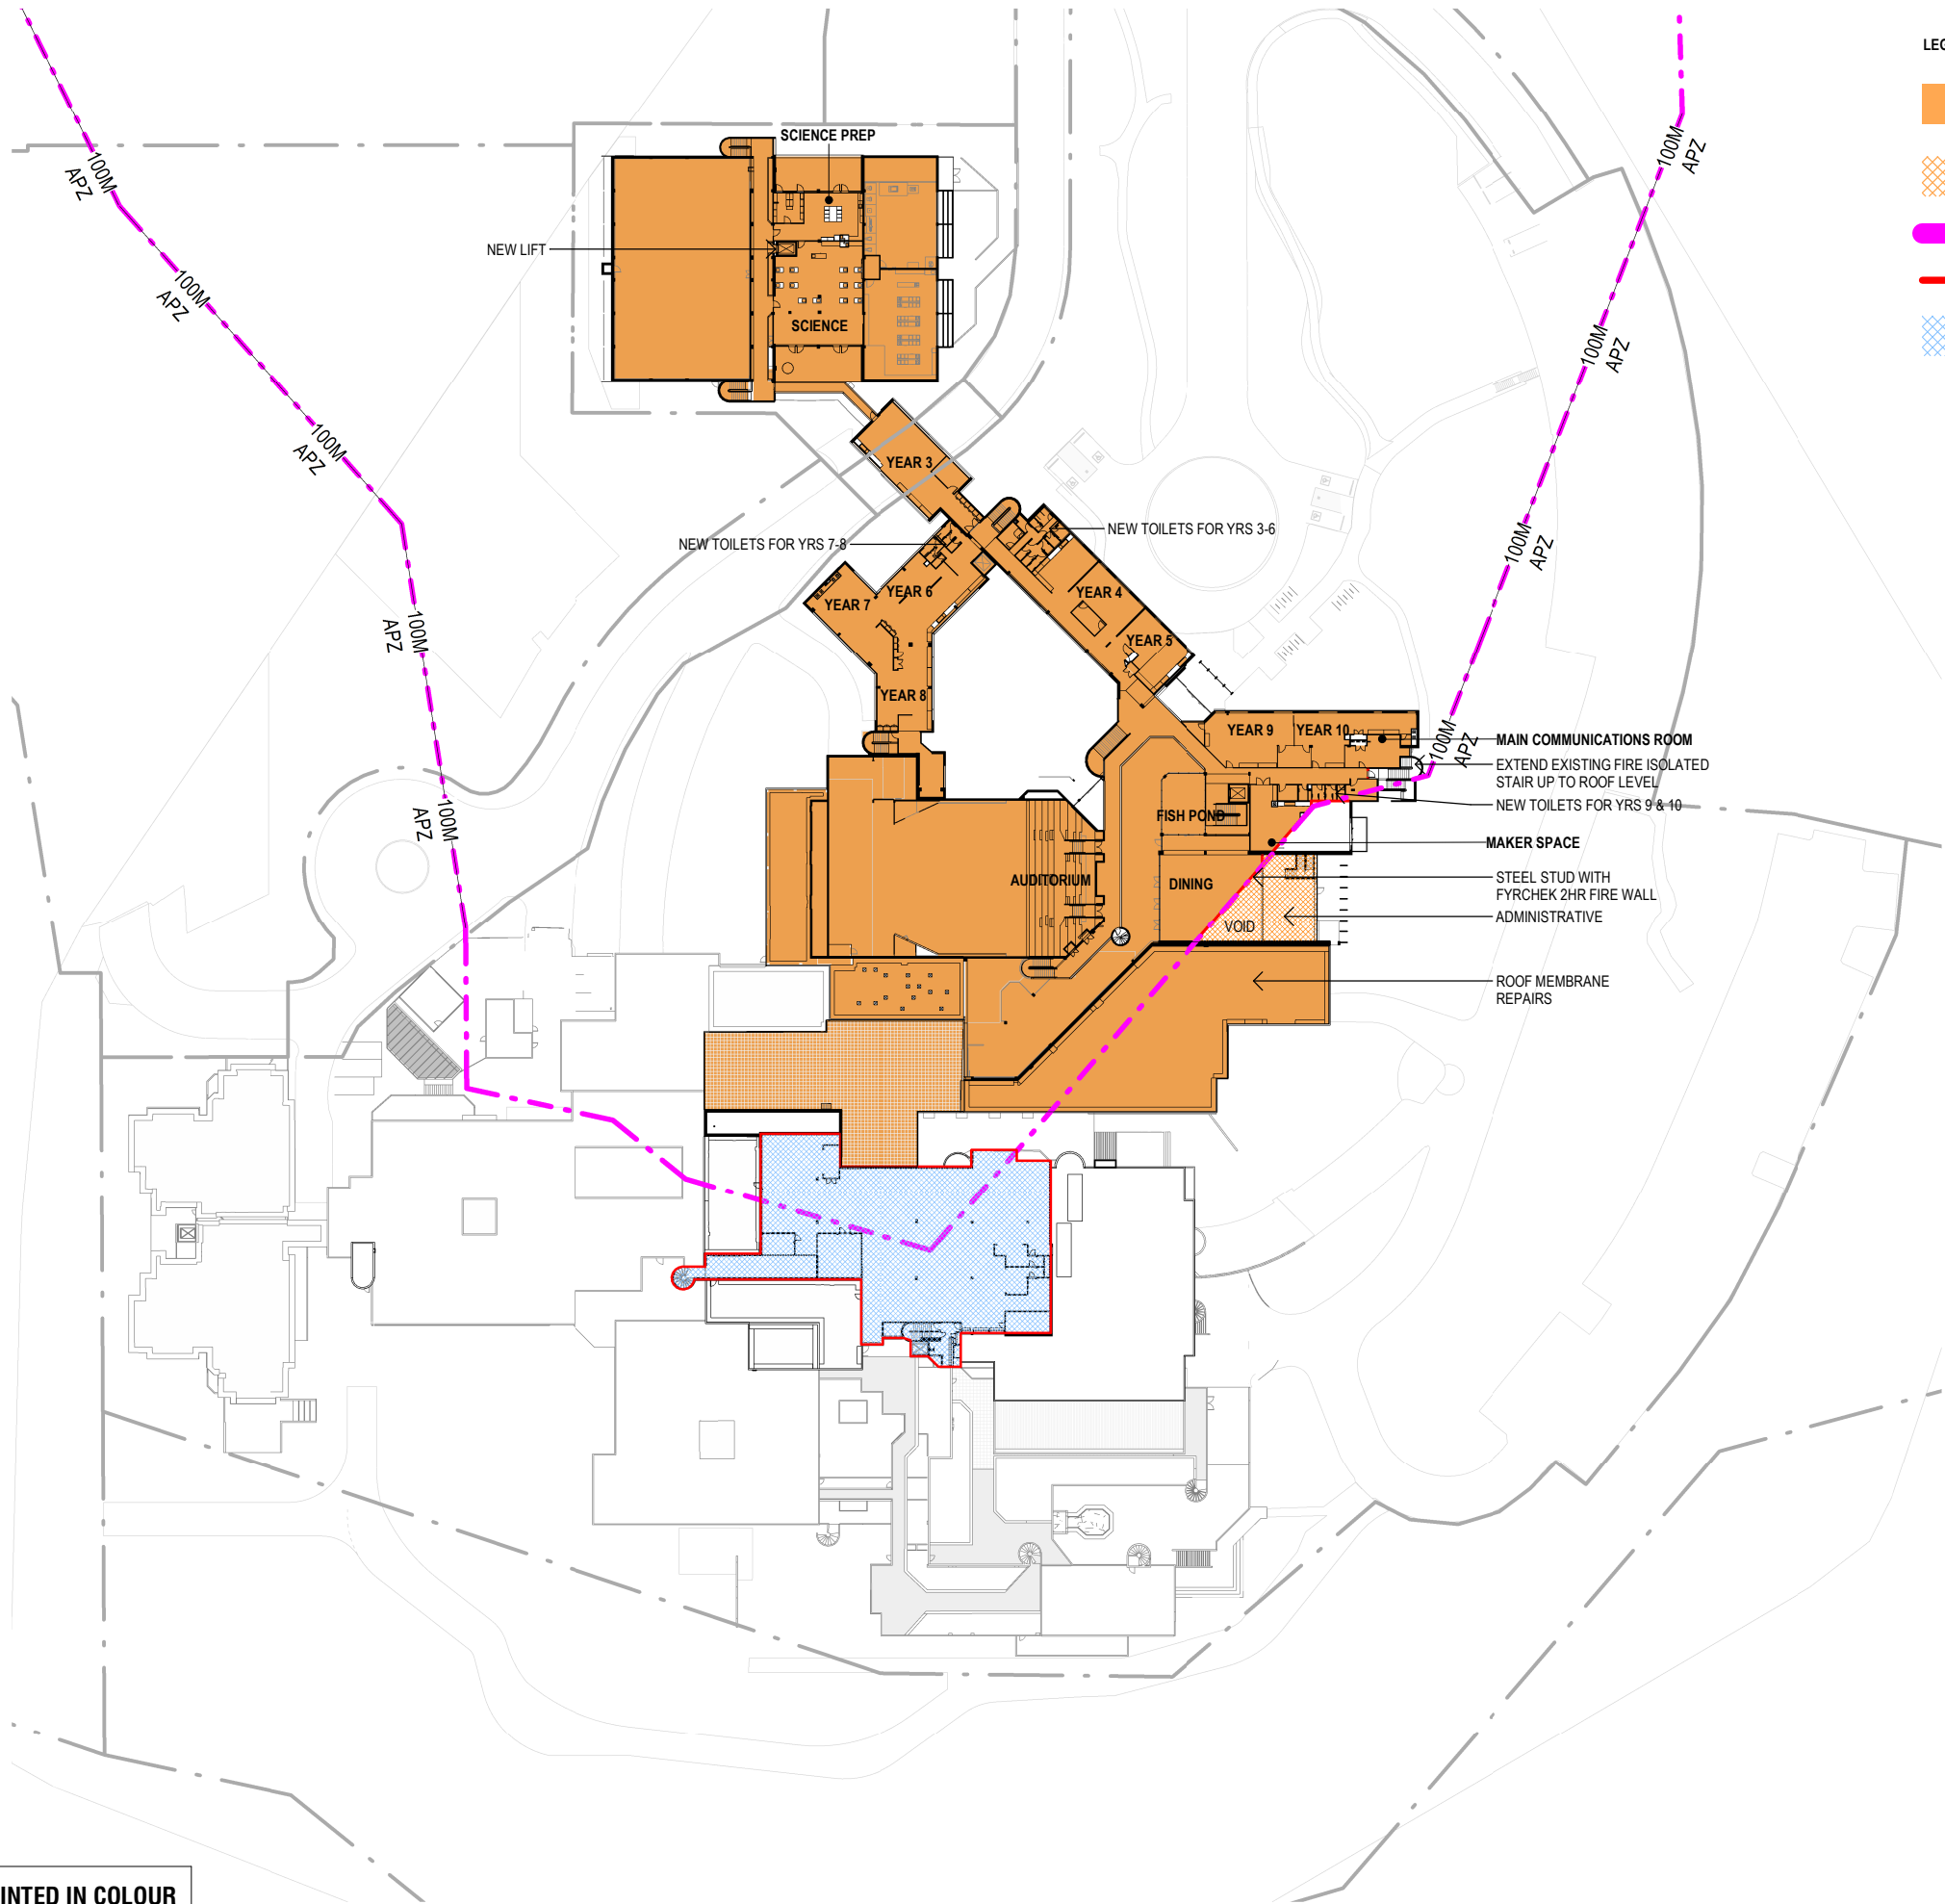 LEG
SCIENCE PREP
100M
APZ
100M
APZ
NEW LIFT
100M
APZ
SCIENCE
100M
APZ
100M
APZ
YEAR 3
NEW TOILETS FOR YRS 3-6
NEW TOILETS FOR YRS 7-8
100M
APZ
YEAR 6
YEAR 4
YEAR 7
100M
APZ
YEAR 5
YEAR 8
YEAR 9
YEAR 10
100M
APZ
MAIN COMMUNICATIONS ROOM
EXTEND EXISTING FIRE ISOLATED
STAIR UP TO ROOF LEVEL
NEW TOILETS FOR YRS 9 & 10
100M
APZ
FISH POND
MAKER SPACE
AUDITORIUM
DINING
STEEL STUD WITH
FYRCHEK 2HR FIRE WALL
ADMINISTRATIVE
VOID
ROOF MEMBRANE
REPAIRS
INTED IN COLOUR